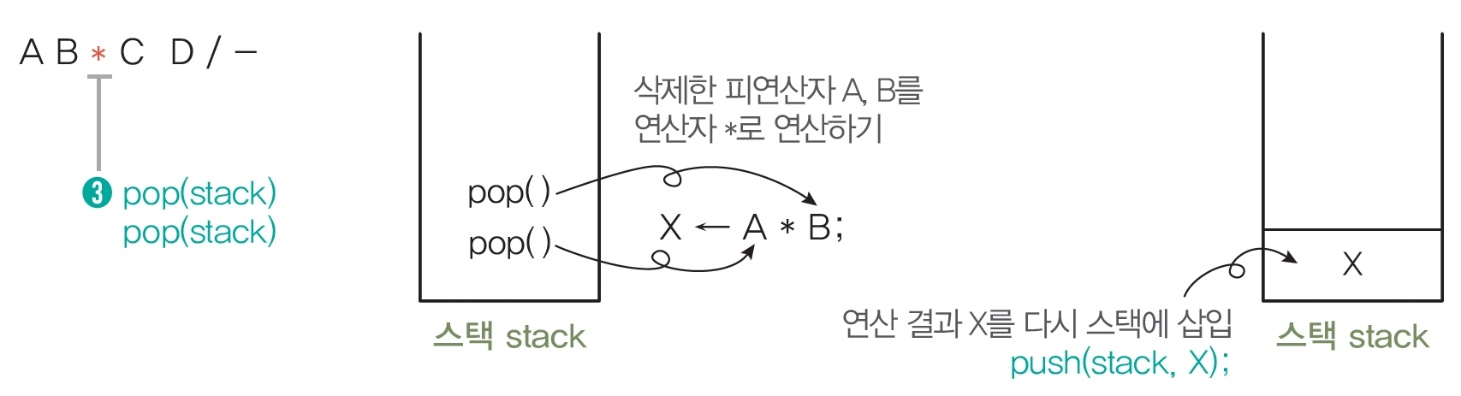 A B * C D / −
❸ pop(stack)
pop(stack)
pop()
pop()
스택 stack
삭제한 피연산자 A, B를
연산자 *로 연산하기
X ← A * B;
연산 결과 X를 다시 스택에 삽입
push(stack, X);
X
스택 stack